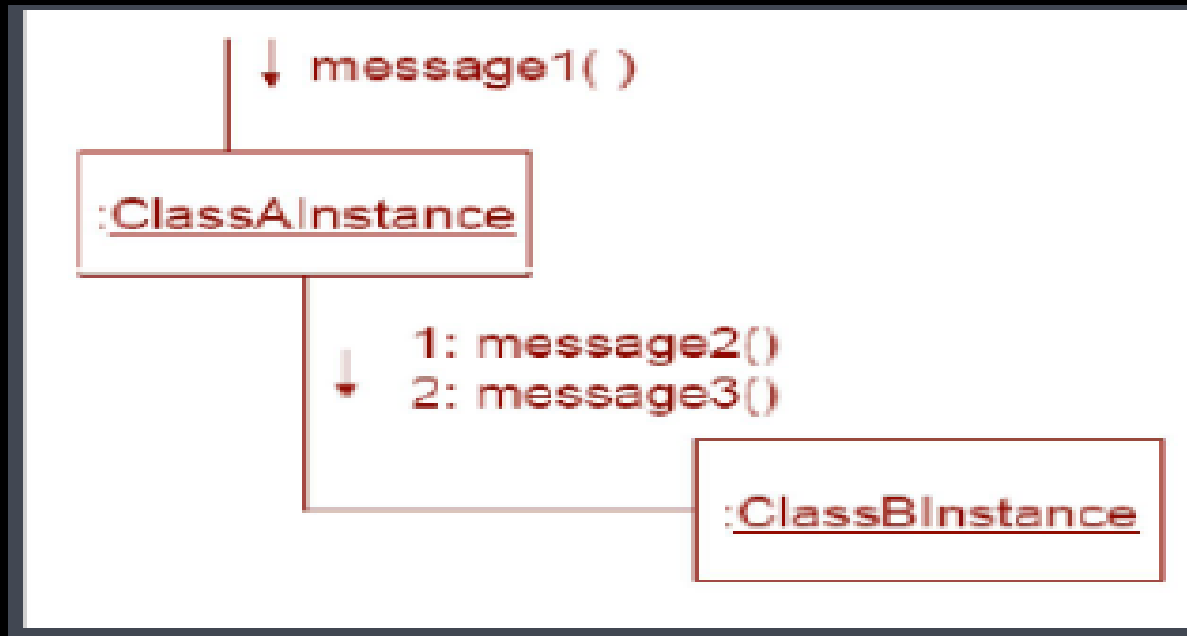 message1( )
:ClassAInstance
1: message2()
2: message3()
:ClassBInstance